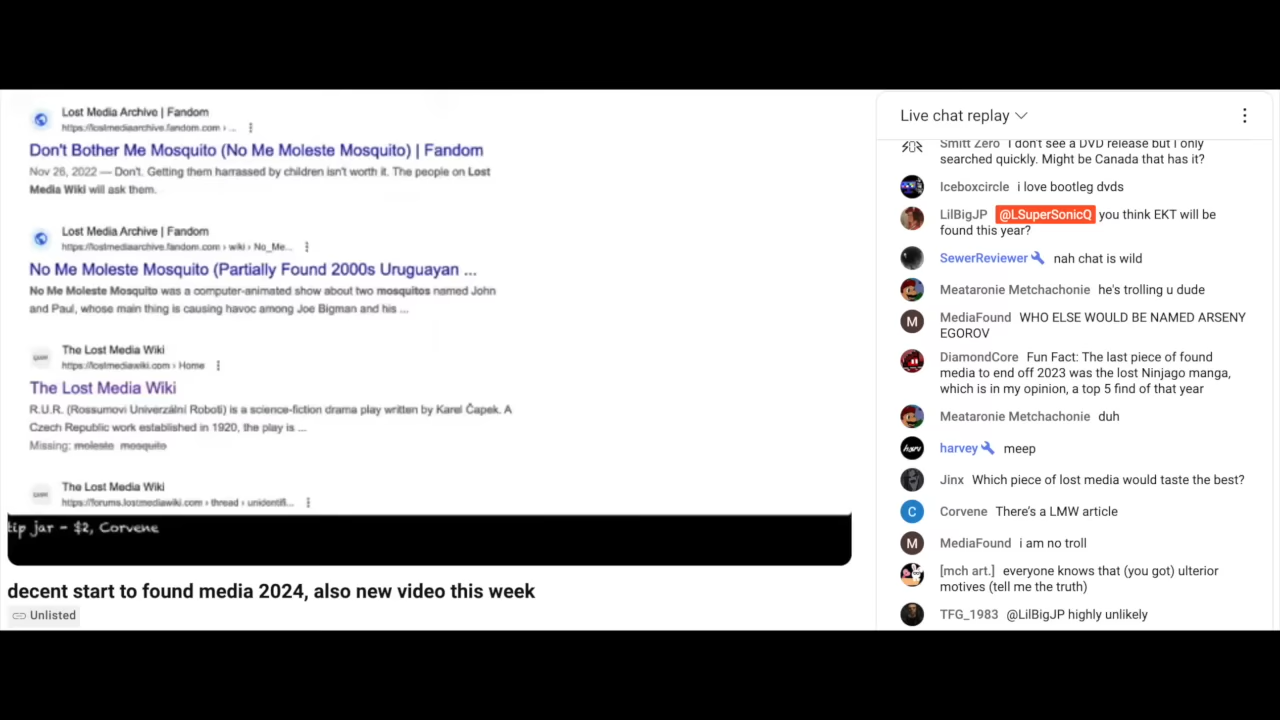 Lost Media Archive | Fandom
https://lostmediaarchive.fandom.com › ...
Don't Bother Me Mosquito (No Me Moleste Mosquito) | Fandom
Nov 26, 2022 — Don't. Getting them harrassed by children isn't worth it. The people on Lost
Media Wiki will ask them.
Lost Media Archive | Fandom
https://lostmediaarchive.fandom.com › wiki › No_Me...
No Me Moleste Mosquito (Partially Found 2000s Uruguayan ...
No Me Moleste Mosquito was a computer-animated show about two mosquitos named John
and Paul, whose main thing is causing havoc among Joe Bigman and his ...
The Lost Media Wiki
https://lostmediawiki.com › Home
The Lost Media Wiki
R.U.R. (Rossumovi Univerzální Roboti) is a science-fiction drama play written by Karel Čapek. A
Czech Republic work established in 1920, the play is ...
Missing: moleste mosquito
The Lost Media Wiki
https://forums.lostmediawiki.com › thread › unidentifi...
tip jar - $2, Corvene
decent start to found media 2024, also new video this week
Unlisted
Live chat replay
Smitt Zero I don't see a DVD release but I only
searched quickly. Might be Canada that has it?
Iceboxcircle i love bootleg dvds
LilBigJP @LSuperSonicQ you think EKT will be
found this year?
SewerReviewer nah chat is wild
Meataronie Metchachonie he's trolling u dude
MediaFound WHO ELSE WOULD BE NAMED ARSENY
EGOROV
DiamondCore Fun Fact: The last piece of found
media to end off 2023 was the lost Ninjago manga,
which is in my opinion, a top 5 find of that year
Meataronie Metchachonie duh
harvey meep
Jinx Which piece of lost media would taste the best?
Corvene There's a LMW article
MediaFound i am no troll
[mch art.] everyone knows that (you got) ulterior
motives (tell me the truth)
TFG_1983 @LilBigJP highly unlikely